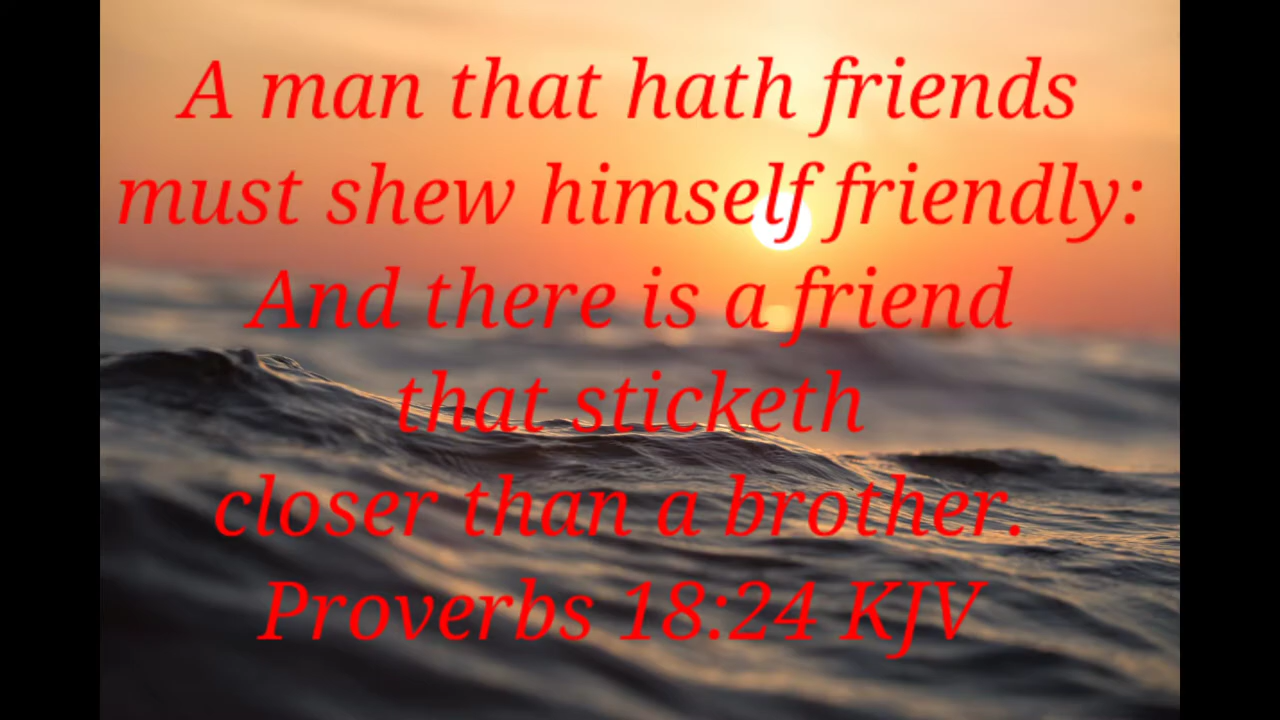 A man that hath friends
must shew himself friendly:
And there is a friend
that sticketh
closer than a brother.
Proverbs 18:24 KJV